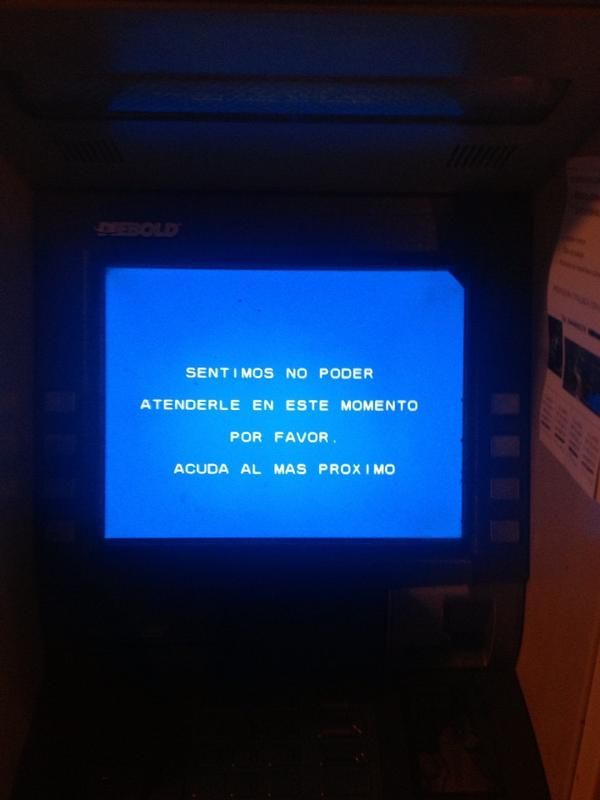 DIEBOLD
SENTIMOS NO PODER
ATENDERLE EN ESTE MOMENTO
POR FAVOR.
ACUDA AL MAS PROXIMO